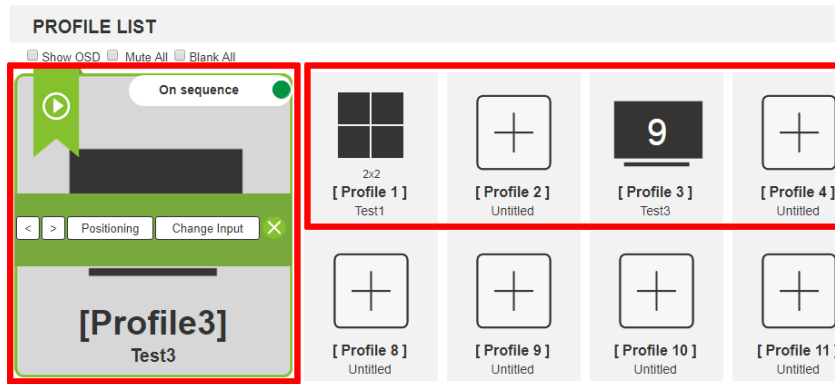 PROFILE LIST
Show OSD Mute All Blank All
On sequence
< > Positioning Change Input
[Profile3]
Test3
2x2
[ Profile 1 ]
Test1
[ Profile 2 ]
Untitled
9
[ Profile 3 ]
Test3
[ Profile 4 ]
Untitled
[ Profile 8 ]
Untitled
[ Profile 9 ]
Untitled
[ Profile 10 ]
Untitled
[ Profile 11 ]
Untitled